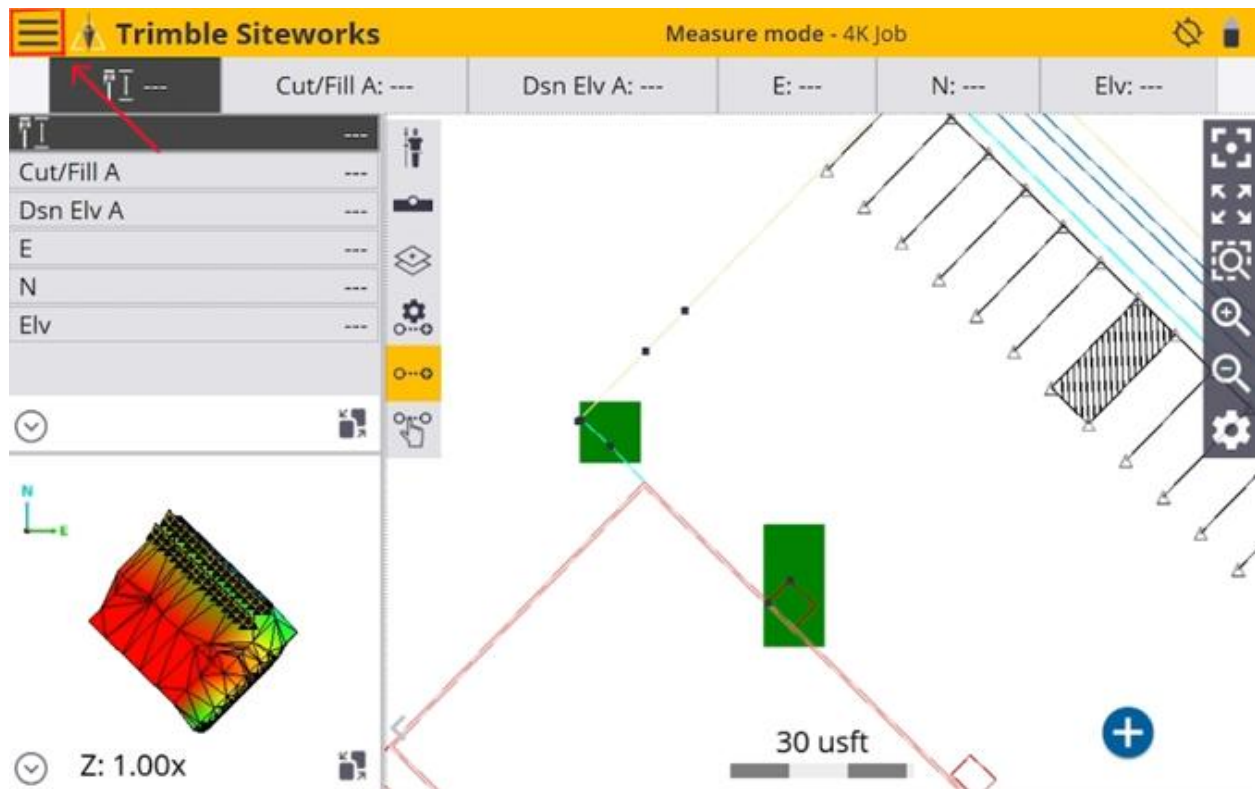 Trimble Siteworks
Measure mode - 4K Job
---
Cut/Fill A: ---
Dsn Elv A: ---
E: ---
N: ---
Elv: ---
---
Cut/Fill A ---
Dsn Elv A ---
E ---
N ---
Elv ---
N
E
Z: 1.00x
30 usft